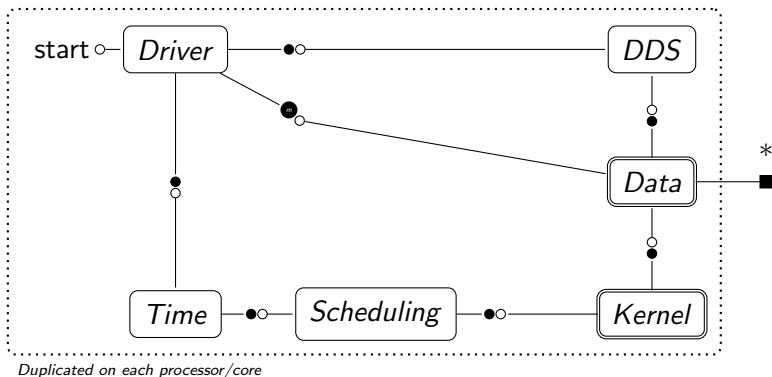 start Driver DDS
m
*
Data
Time Scheduling Kernel
Duplicated on each processor/core